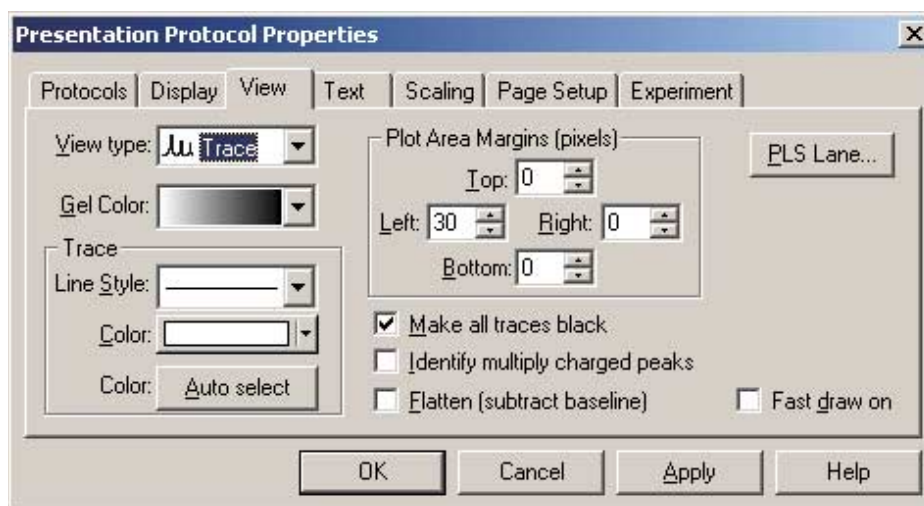 Presentation Protocol Properties
Protocols Display View Text Scaling Page Setup Experiment
View type: Trace
Plot Area Margins (pixels)
PLS Lane...
Top: 0
Gel Color:
Left: 30 Right: 0
Trace
Bottom: 0
Line Style:
Make all traces black
Color:
Identify multiply charged peaks
Color: Auto select
Flatten (subtract baseline)
Fast draw on
OK Cancel Apply Help